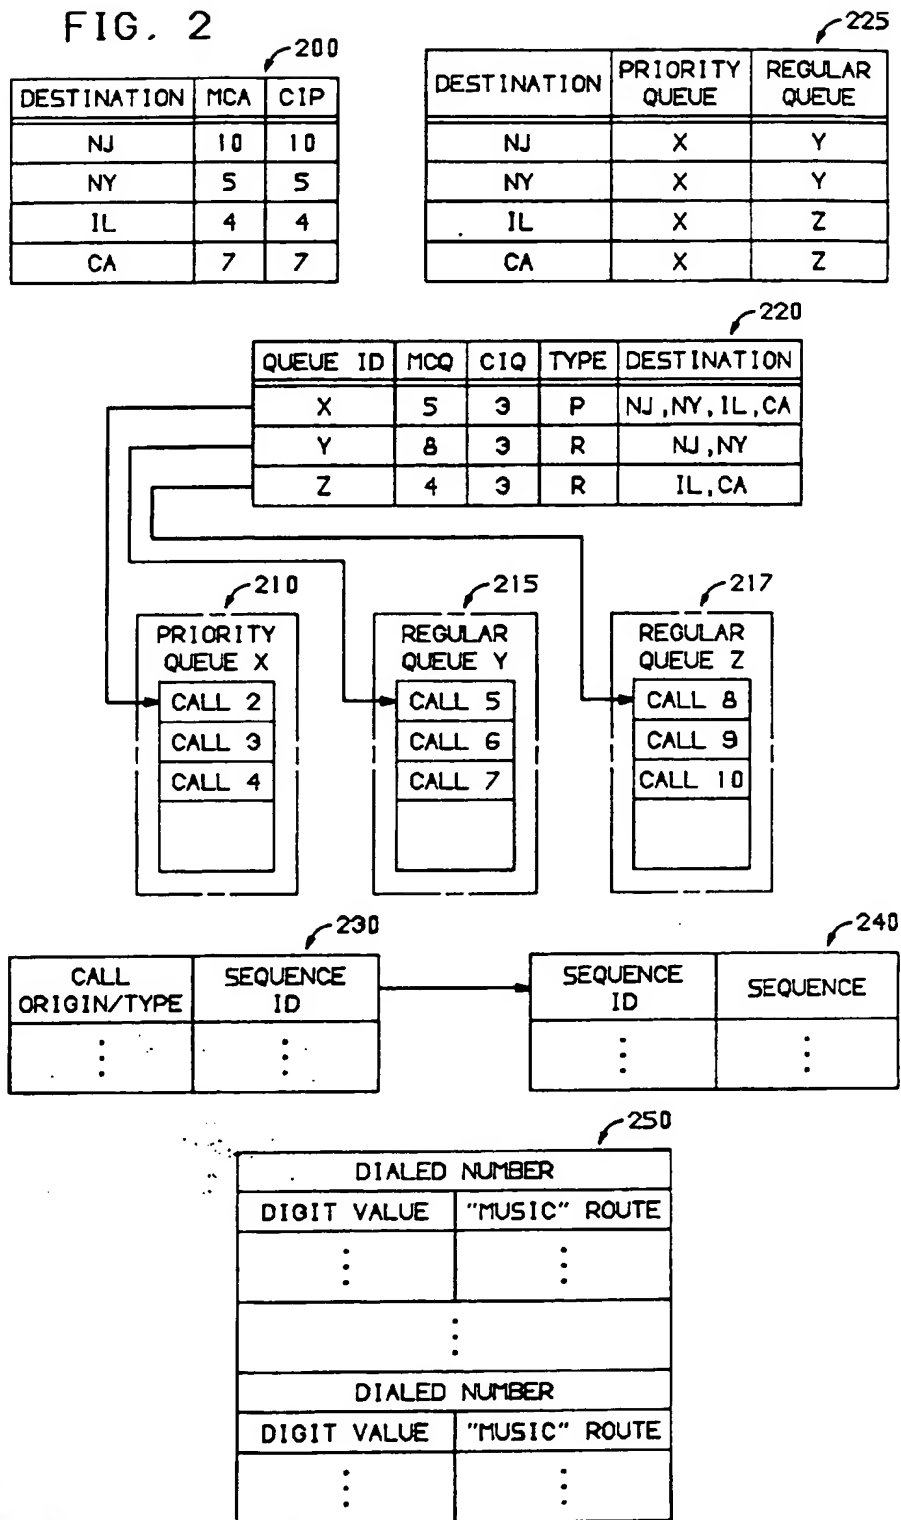 FIG. 2
200
DESTINATION MCA CIP
NJ 10 10
NY 5 5
IL 4 4
CA 7 7
225
DESTINATION PRIORITY QUEUE REGULAR QUEUE
NJ X Y
NY X Y
IL X Z
CA X Z
220
QUEUE ID MCQ CIQ TYPE DESTINATION
X 5 3 P NJ,NY,IL,CA
Y 8 3 R NJ,NY
Z 4 3 R IL,CA
210
PRIORITY
QUEUE X
CALL 2
CALL 3
CALL 4
215
REGULAR
QUEUE Y
CALL 5
CALL 6
CALL 7
217
REGULAR
QUEUE Z
CALL 8
CALL 9
CALL 10
230
CALL
ORIGIN/TYPE
SEQUENCE
ID
240
SEQUENCE
ID
SEQUENCE
250
DIALED NUMBER
DIGIT VALUE "MUSIC" ROUTE
DIALED NUMBER
DIGIT VALUE "MUSIC" ROUTE